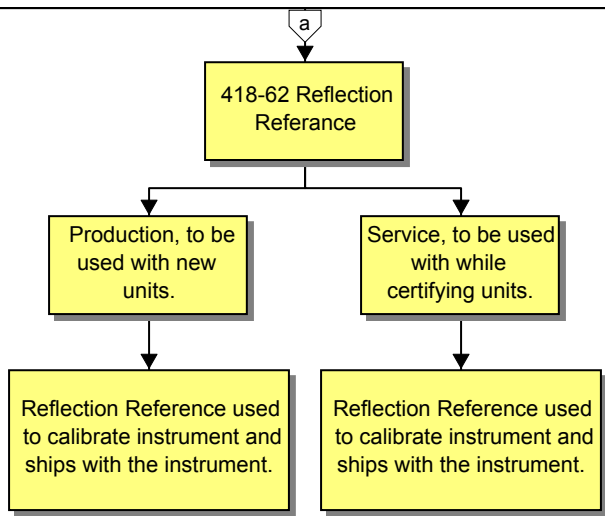 a
418-62 Reflection
Referance
Production, to be
used with new
units.
Service, to be used
with while
certifying units.
Reflection Reference used
to calibrate instrument and
ships with the instrument.
Reflection Reference used
to calibrate instrument and
ships with the instrument.